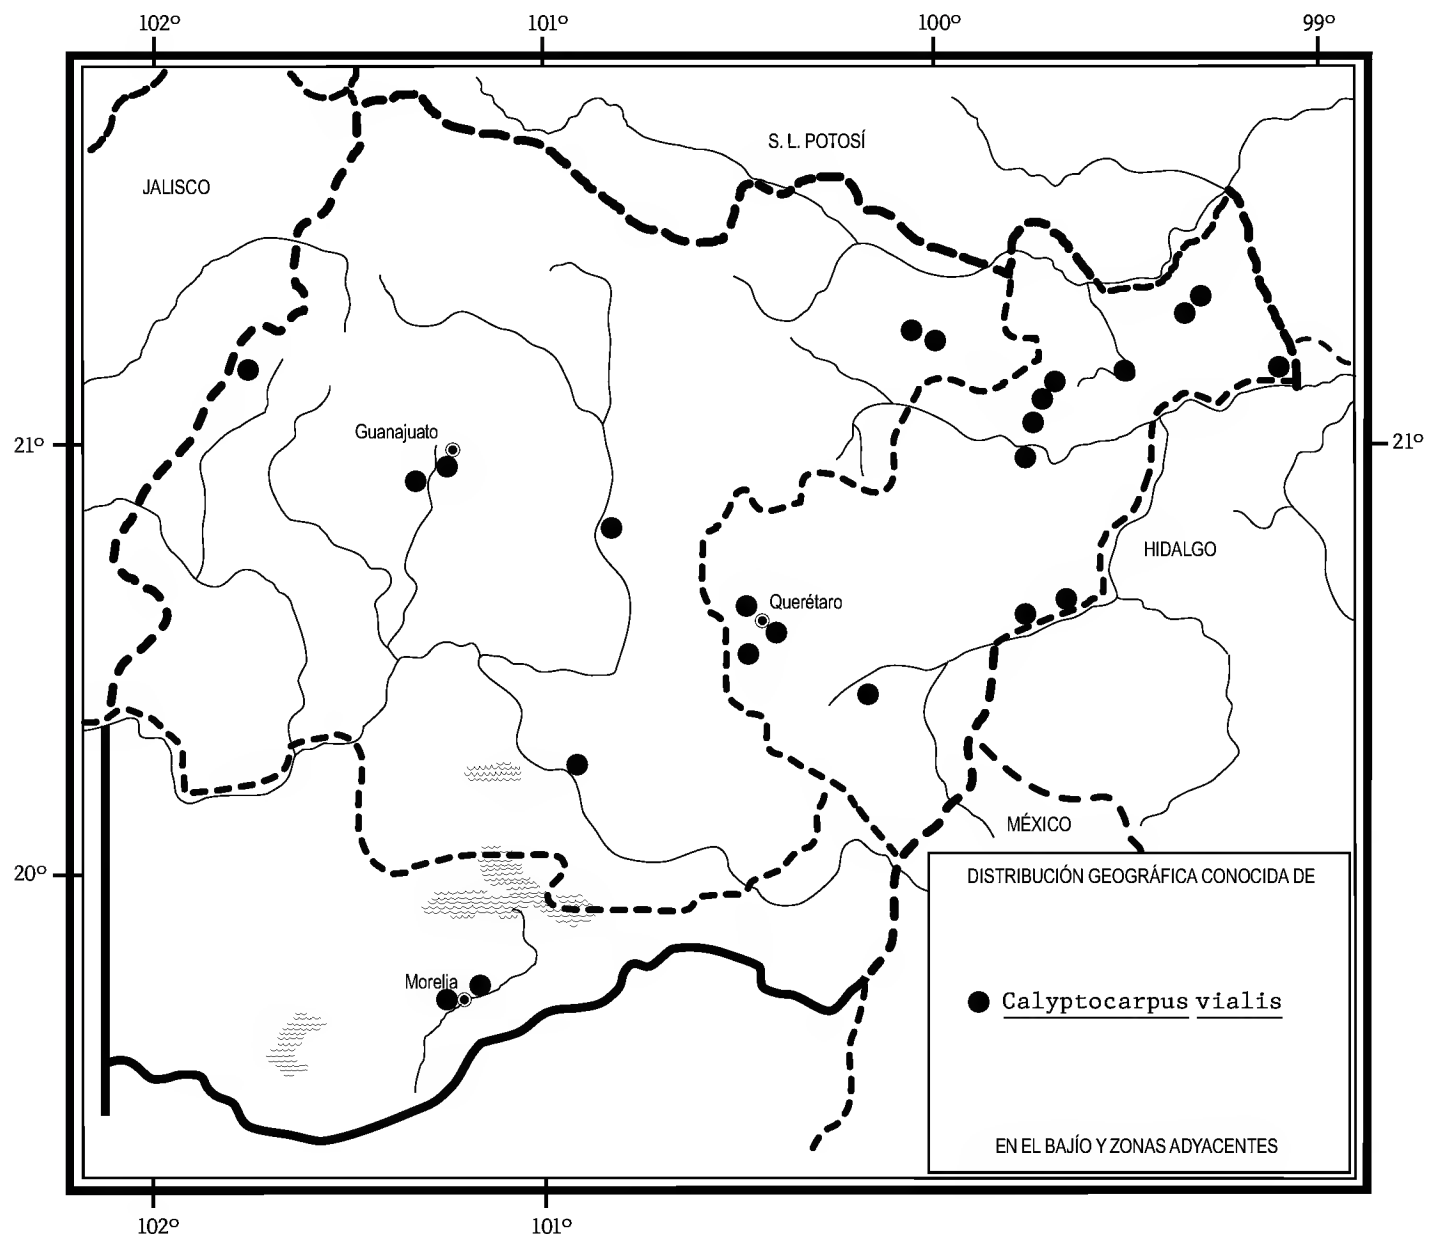 102º 101º 100º 99º
S. L. POTOSÍ
JALISCO
Guanajuato
21º 21º
HIDALGO
Querétaro
MÉXICO
20º
DISTRIBUCIÓN GEOGRÁFICA CONOCIDA DE
Morelia
Calyptocarpus vialis
EN EL BAJÍO Y ZONAS ADYACENTES
102º 101º